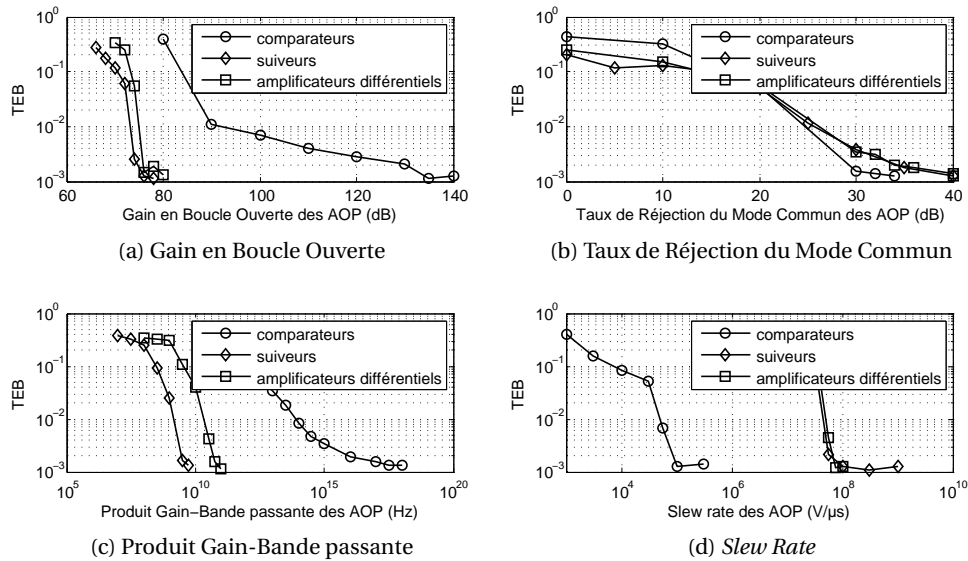 10^0
10^-1
10^-2
10^-3
TEB
comparateurs
suiveurs
amplificateurs différentiels
60 80 100 120 140
Gain en Boucle Ouverte des AOP (dB)
(a) Gain en Boucle Ouverte
10^0
10^-1
10^-2
10^-3
TEB
comparateurs
suiveurs
amplificateurs différentiels
0 10 20 30 40
Taux de Réjection du Mode Commun des AOP (dB)
(b) Taux de Réjection du Mode Commun
10^0
10^-1
10^-2
10^-3
TEB
comparateurs
suiveurs
amplificateurs différentiels
10^5 10^10 10^15 10^20
Produit Gain−Bande passante des AOP (Hz)
(c) Produit Gain-Bande passante
10^0
10^-1
10^-2
10^-3
TEB
comparateurs
suiveurs
amplificateurs différentiels
10^4 10^6 10^8 10^10
Slew rate des AOP (V/µs)
(d) Slew Rate